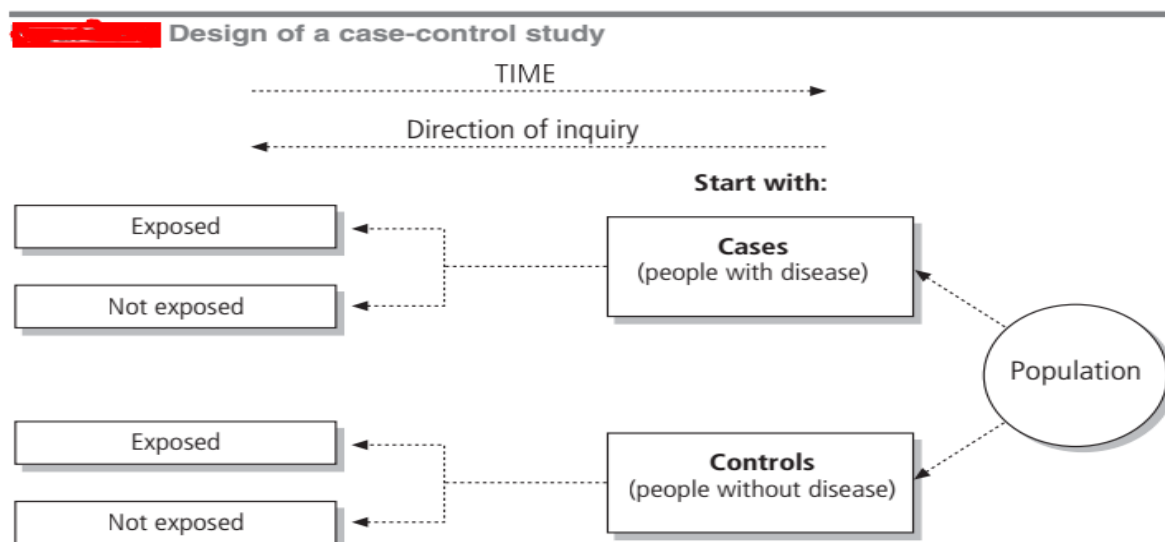 Design of a case-control study
TIME
Direction of inquiry
Start with:
Exposed
Not exposed
Cases
(people with disease)
Population
Exposed
Not exposed
Controls
(people without disease)